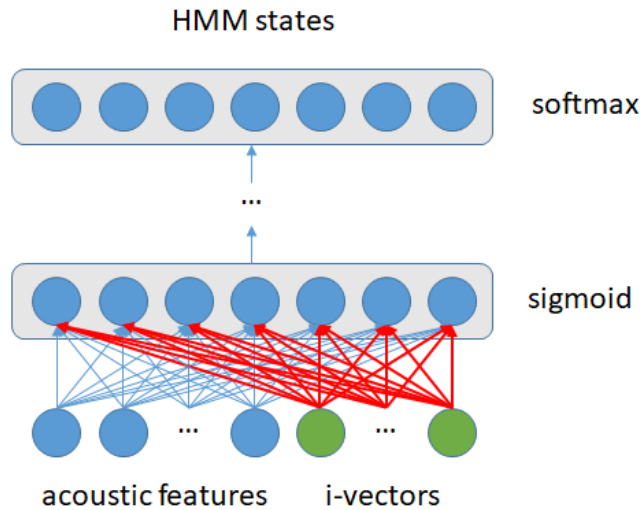 HMM states
softmax
...
sigmoid
... ...
acoustic features i-vectors